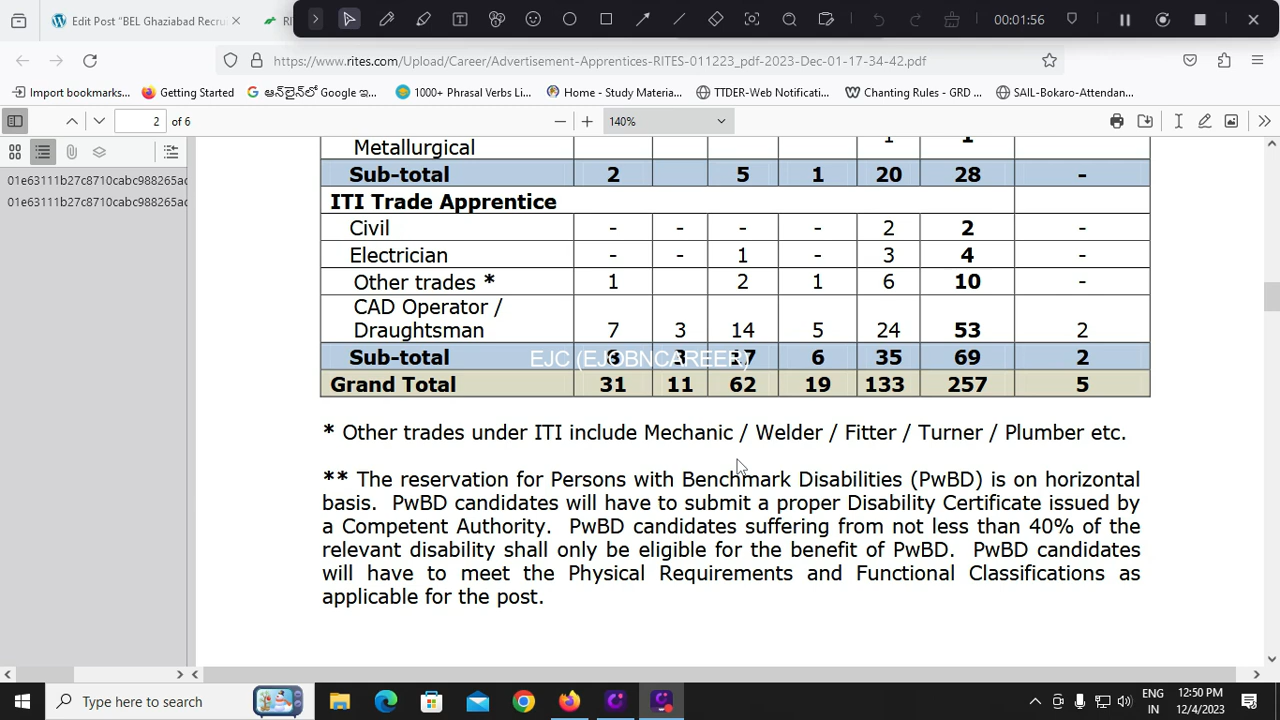 Edit Post “BEL Ghaziabad Recru
RI
00:01:56
https://www.rites.com/Upload/Career/Advertisement-Apprentices-RITES-011223_pdf-2023-Dec-01-17-34-42.pdf
Import bookmarks...
Getting Started
ఆన్‌లైన్‌లో Google ఇ...
1000+ Phrasal Verbs Li...
Home - Study Materia...
TTDER-Web Notificati...
Chanting Rules - GRD ...
SAIL-Bokaro-Attendan...
2 of 6
140%
01e63111b27c8710cabc988265ac
01e63111b27c8710cabc988265ac
Metallurgical 1 1
Sub-total 2 5 1 20 28 -
ITI Trade Apprentice
Civil - - - - 2 2 -
Electrician - - 1 - 3 4 -
Other trades * 1 2 1 6 10 -
CAD Operator /
Draughtsman 7 3 14 5 24 53 2
Sub-total 6 35 69 2
EJC (EJOBNCAREER)
Grand Total 31 11 62 19 133 257 5
* Other trades under ITI include Mechanic / Welder / Fitter / Turner / Plumber etc.
** The reservation for Persons with Benchmark Disabilities (PwBD) is on horizontal
basis. PwBD candidates will have to submit a proper Disability Certificate issued by
a Competent Authority. PwBD candidates suffering from not less than 40% of the
relevant disability shall only be eligible for the benefit of PwBD. PwBD candidates
will have to meet the Physical Requirements and Functional Classifications as
applicable for the post.
Type here to search
ENG
IN
12:50 PM
12/4/2023